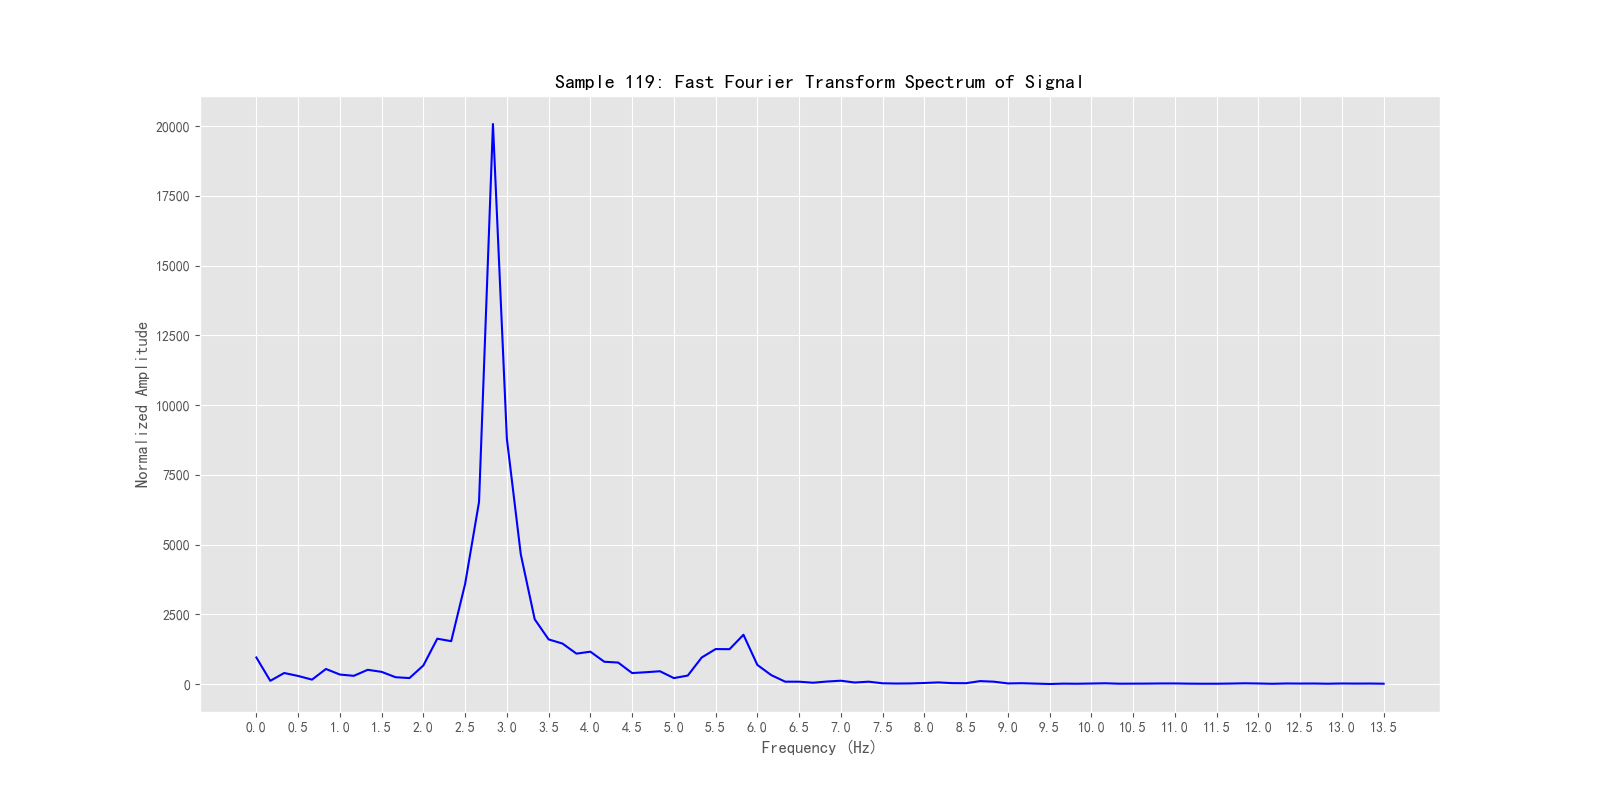 Sample 119: Fast Fourier Transform Spectrum of Signal
20000
17500
15000
12500
10000
7500
5000
2500
0
Normalized Amplitude
0.0 0.5 1.0 1.5 2.0 2.5 3.0 3.5 4.0 4.5 5.0 5.5 6.0 6.5 7.0 7.5 8.0 8.5 9.0 9.5 10.0 10.5 11.0 11.5 12.0 12.5 13.0 13.5
Frequency (Hz)